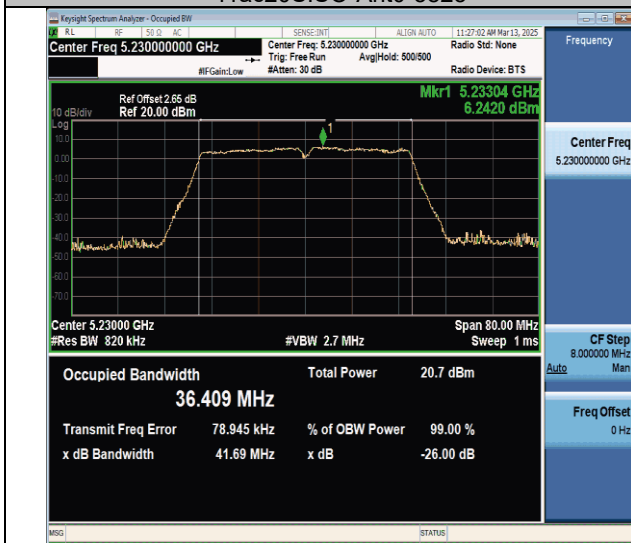 Keysight Spectrum Analyzer - Occupied BW
RL RF 50 Ω AC SENSE:INT ALIGN AUTO 11:27:02 AM Mar 13, 2025
Center Freq 5.230000000 GHz
Center Freq: 5.230000000 GHz
Radio Std: None
Trig: Free Run Avg|Hold: 500/500
#IFGain:Low #Atten: 30 dB Radio Device: BTS
Frequency
Mkr1 5.23304 GHz
6.2420 dBm
Ref Offset 2.65 dB
10 dB/div Ref 20.00 dBm
Log
10.0
0.00
-10.0
-20.0
-30.0
-40.0
-50.0
-60.0
-70.0
1
Center 5.23000 GHz Span 80.00 MHz
#Res BW 820 kHz #VBW 2.7 MHz Sweep 1 ms
Occupied Bandwidth Total Power 20.7 dBm
36.409 MHz
Transmit Freq Error 78.945 kHz % of OBW Power 99.00 %
x dB Bandwidth 41.69 MHz x dB -26.00 dB
Center Freq
5.230000000 GHz
CF Step
8.000000 MHz
Auto Man
Freq Offset
0 Hz
MSG STATUS